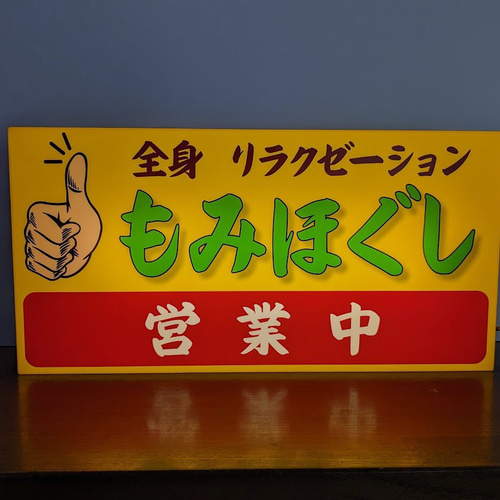 全身 リラクゼーション
もみほぐし
営業中